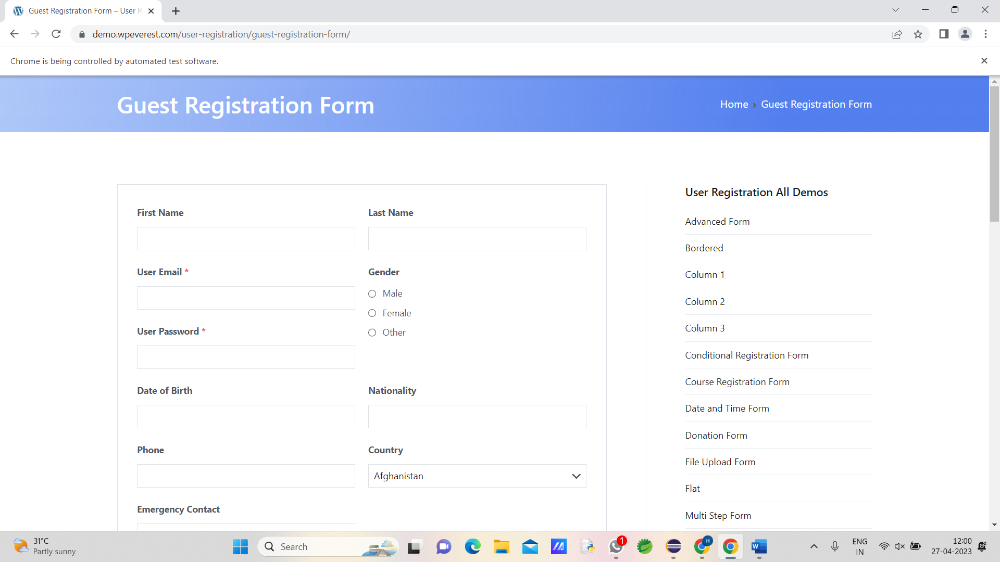 Guest Registration Form – User R
demo.wpeverest.com/user-registration/guest-registration-form/
Chrome is being controlled by automated test software.
Guest Registration Form
Home › Guest Registration Form
First Name
Last Name
User Email *
Gender
Male
Female
Other
User Password *
Date of Birth
Nationality
Phone
Country
Afghanistan
Emergency Contact
User Registration All Demos
Advanced Form
Bordered
Column 1
Column 2
Column 3
Conditional Registration Form
Course Registration Form
Date and Time Form
Donation Form
File Upload Form
Flat
Multi Step Form
31°C
Partly sunny
Search
1
H
W
ENG
IN
12:00
27-04-2023